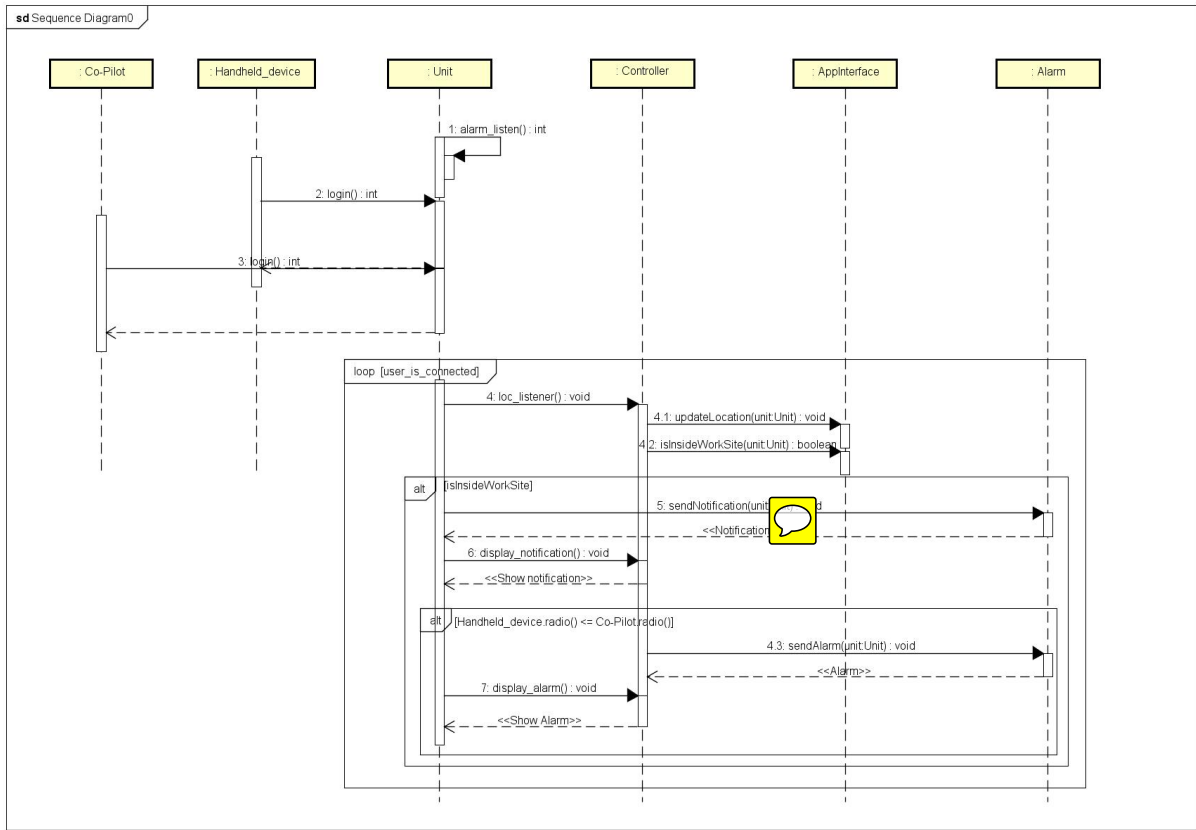 sd Sequence Diagram0
: Co-Pilot
: Handheld_device
: Unit
: Controller
: AppInterface
: Alarm
1: alarm_listen() : int
2: login() : int
3: login() : int
loop [user_is_connected]
4: loc_listener() : void
4.1: updateLocation(unit:Unit) : void
4.2: isInsideWorkSite(unit:Unit) : boolean
alt [isInsideWorkSite]
5: sendNotification(unit
<<Notification
6: display_notification() : void
<<Show notification>>
alt [Handheld_device.radio() <= Co-Pilot.radio()]
4.3: sendAlarm(unit:Unit) : void
<<Alarm>>
7: display_alarm() : void
<<Show Alarm>>